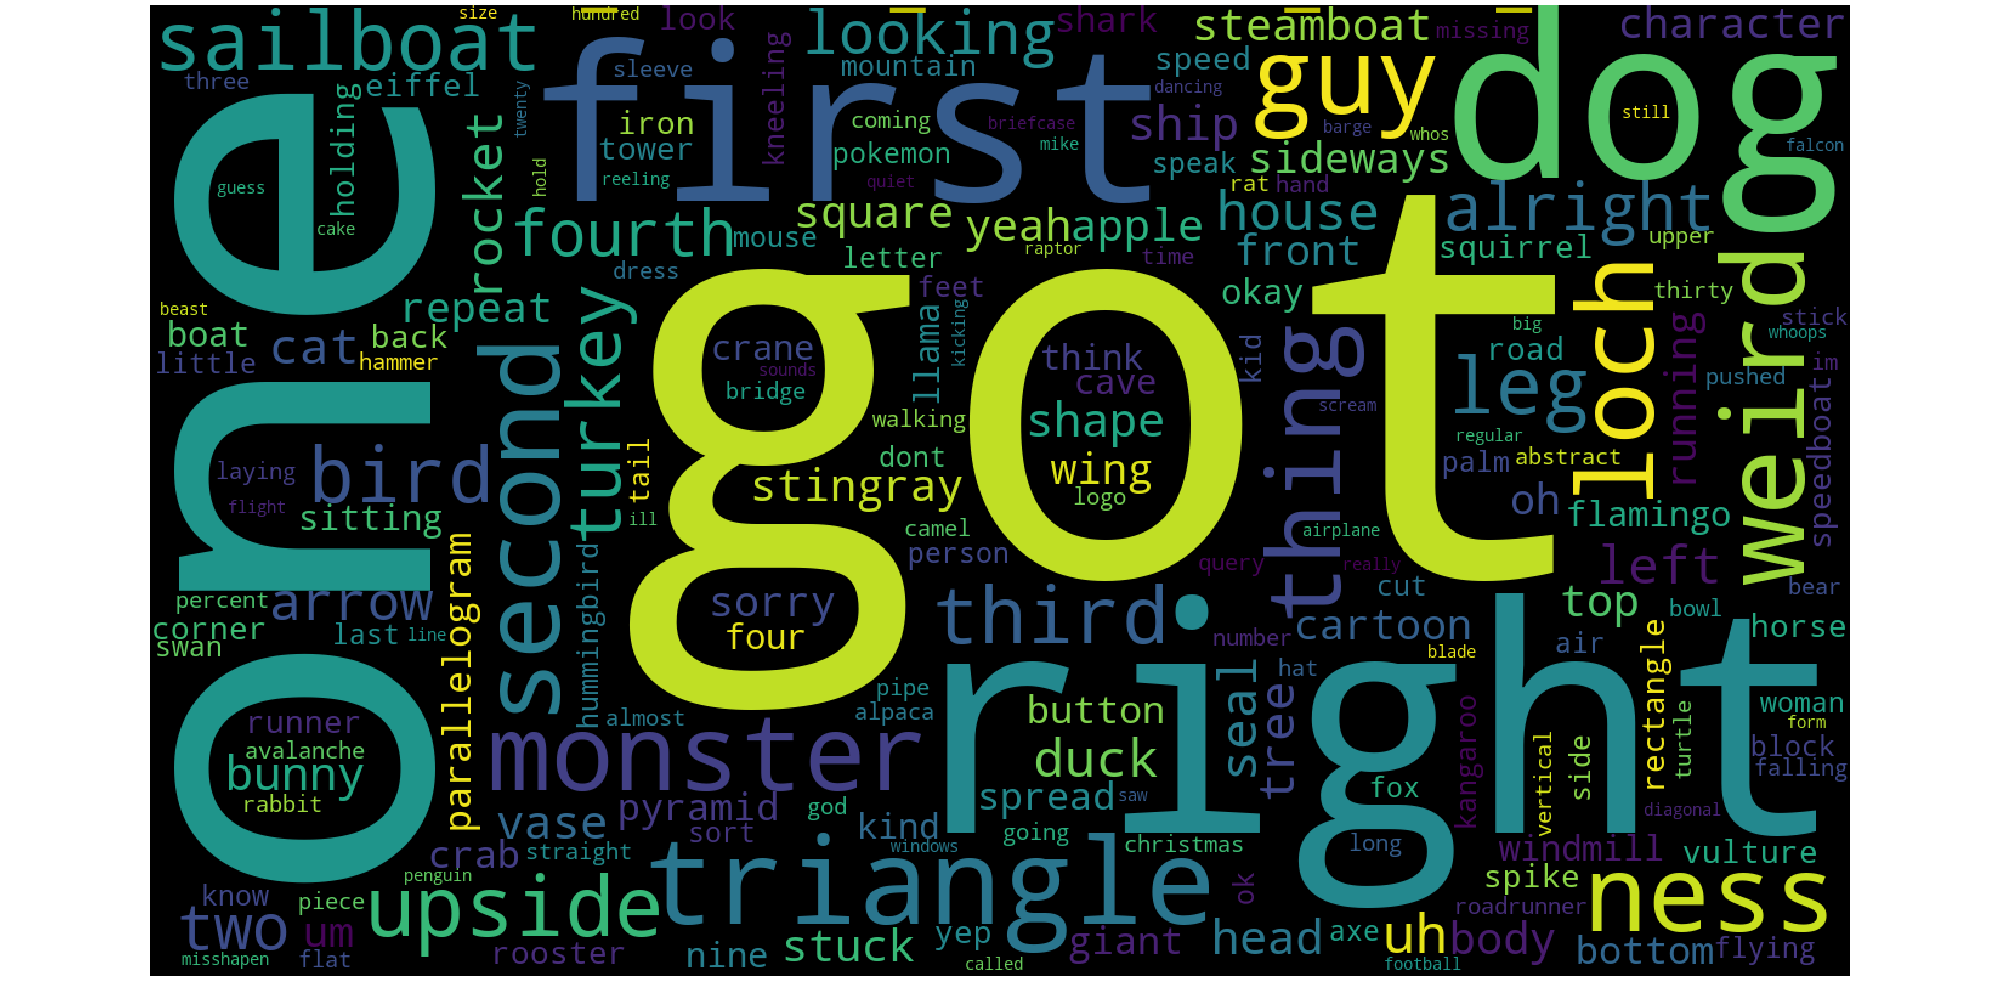 size
hundred
look
looking
shark
steamboat
missing
character
sailboat
three
eiffel
holding
first
sleeve
kneeling
mountain
speed
dancing
guy
dog
weird
one
guess
cake
twenty
rocket
iron
tower
reeling
hold
coming
pokemon
quiet
briefcase
mike
ship
speak
barge
whos
sideways
still
falcon
fourth
mouse
dress
square
letter
yeah
raptor
apple
time
rat
hand
house
front
okay
alright
squirrel
upper
beast
boat
little
cat
repeat
back
hammer
second
turkey
got
crane
sounds
bridge
feet
llama
kicking
walking
think
cave
shape
wing
logo
thing
kid
scream
big
road
leg
regular
loch
thirty
running
pushed
stick
whoops
im
speedboat
laying
flight
bird
sitting
tail
ill
stingray
dont
camel
person
airplane
query
really
oh
palm
abstract
flamingo
left
bear
percent
corner
swan
arrow
last
line
parallelogram
hummingbird
sorry
four
third
right
number
cut
cartoon
top
bowl
horse
runner
avalanche
bunny
rabbit
almost
monster
pipe
alpaca
button
duck
seal
tree
hat
blade
air
rectangle
woman
form
turtle
block
falling
vase
pyramid
sort
god
kind
windows
spread
saw
going
christmas
fox
long
kangaroo
vertical
side
diagonal
crab
straight
penguin
windmill
vulture
know
two
misshapen
piece
um
flat
upside
rooster
triangle
nine
stuck
yep
called
giant
ok
head
axe
uh
football
body
spike
roadrunner
ness
bottom
flying